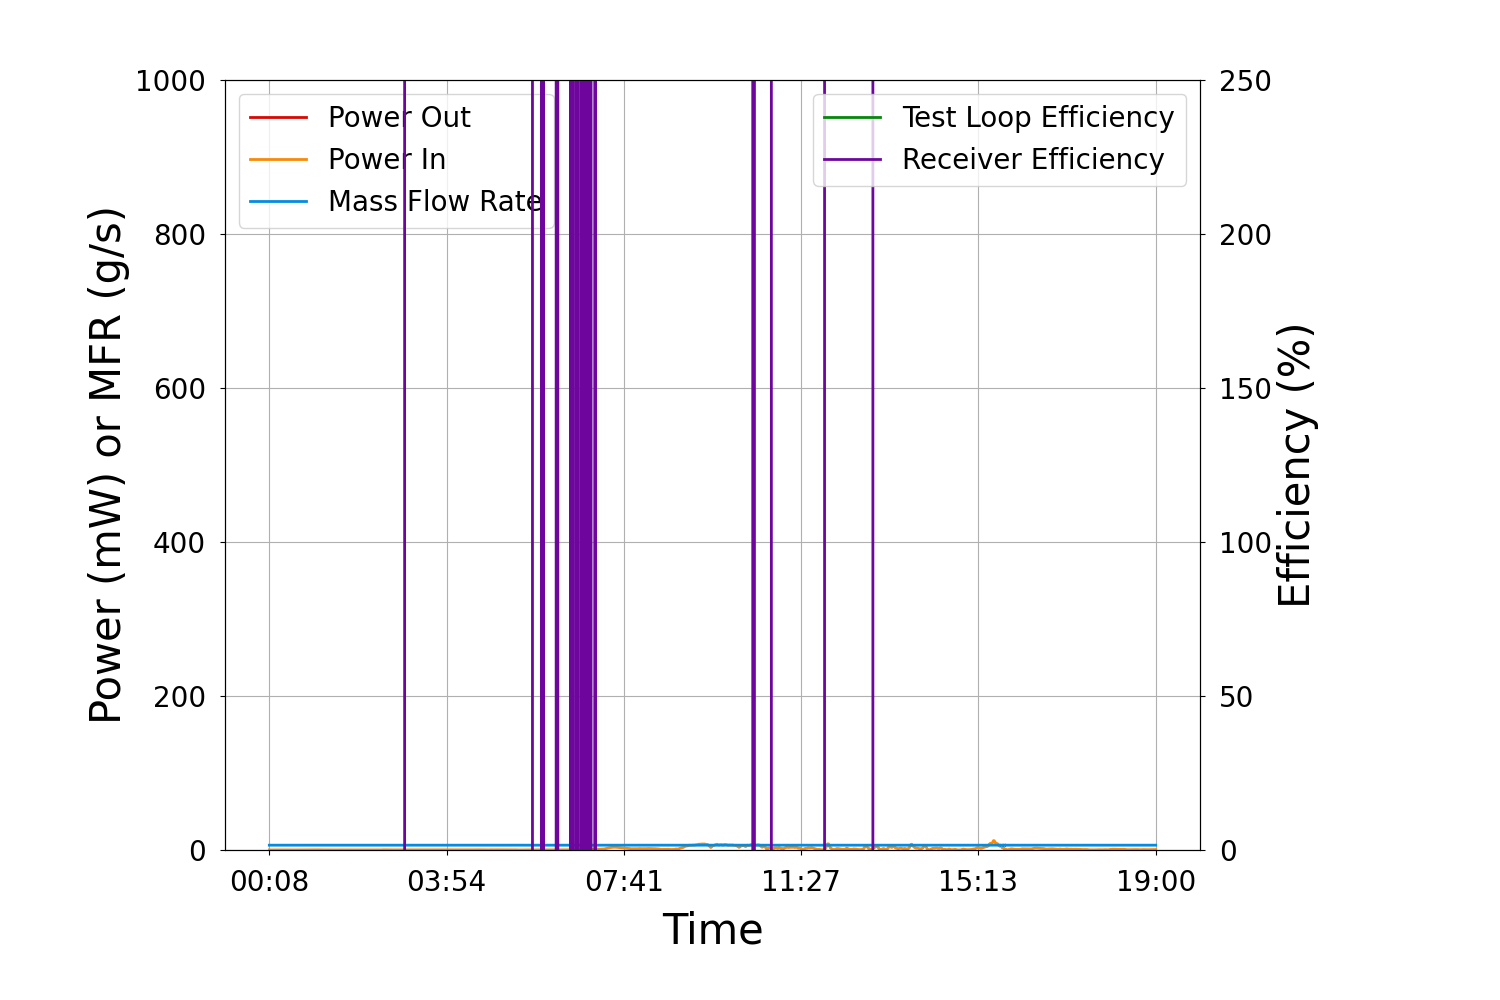 Power Out
Power In
Mass Flow Rate
Test Loop Efficiency
Receiver Efficiency
1000
800
600
400
200
0
Power (mW) or MFR (g/s)
250
200
150
100
50
0
Efficiency (%)
00:08 03:54 07:41 11:27 15:13 19:00
Time